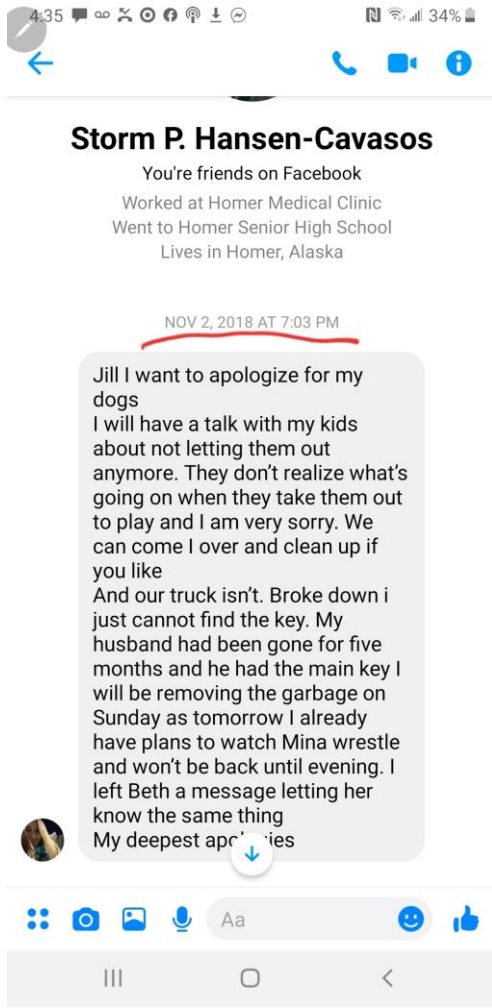 4:35
34%
Storm P. Hansen-Cavasos
You're friends on Facebook
Worked at Homer Medical Clinic
Went to Homer Senior High School
Lives in Homer, Alaska
NOV 2, 2018 AT 7:03 PM
Jill I want to apologize for my
dogs
I will have a talk with my kids
about not letting them out
anymore. They don’t realize what’s
going on when they take them out
to play and I am very sorry. We
can come I over and clean up if
you like
And our truck isn’t. Broke down i
just cannot find the key. My
husband had been gone for five
months and he had the main key I
will be removing the garbage on
Sunday as tomorrow I already
have plans to watch Mina wrestle
and won’t be back until evening. I
left Beth a message letting her
know the same thing
My deepest
Aa